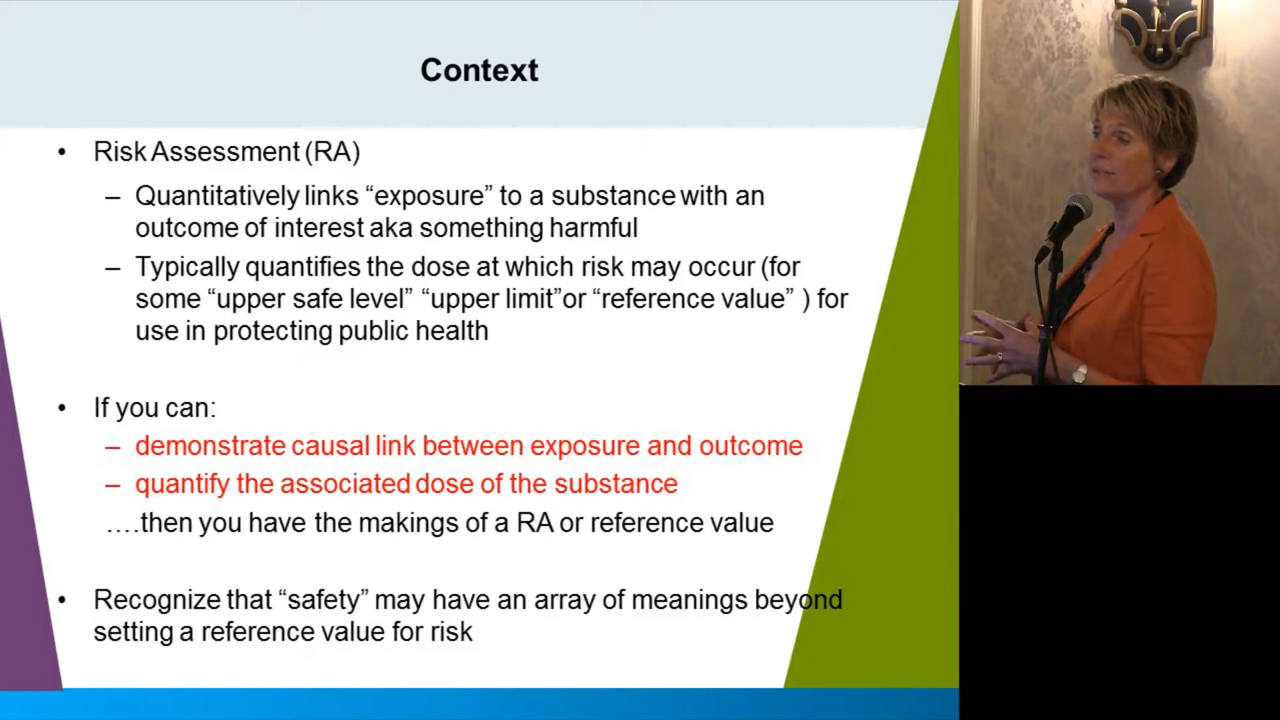 Context
• Risk Assessment (RA)
– Quantitatively links “exposure” to a substance with an
outcome of interest aka something harmful
– Typically quantifies the dose at which risk may occur (for
some “upper safe level” “upper limit”or “reference value” ) for
use in protecting public health
• If you can:
– demonstrate causal link between exposure and outcome
– quantify the associated dose of the substance
….then you have the makings of a RA or reference value
• Recognize that “safety” may have an array of meanings beyond
setting a reference value for risk